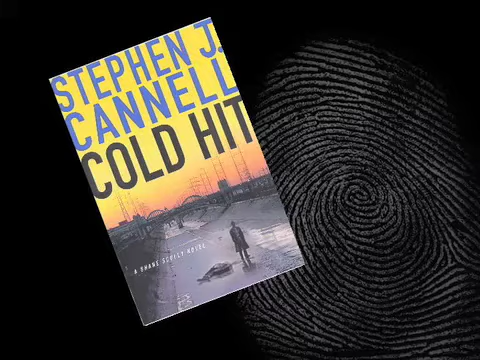 STEPHEN J.
CANNELL
COLD HIT
A SHANE SCULLY NOVEL